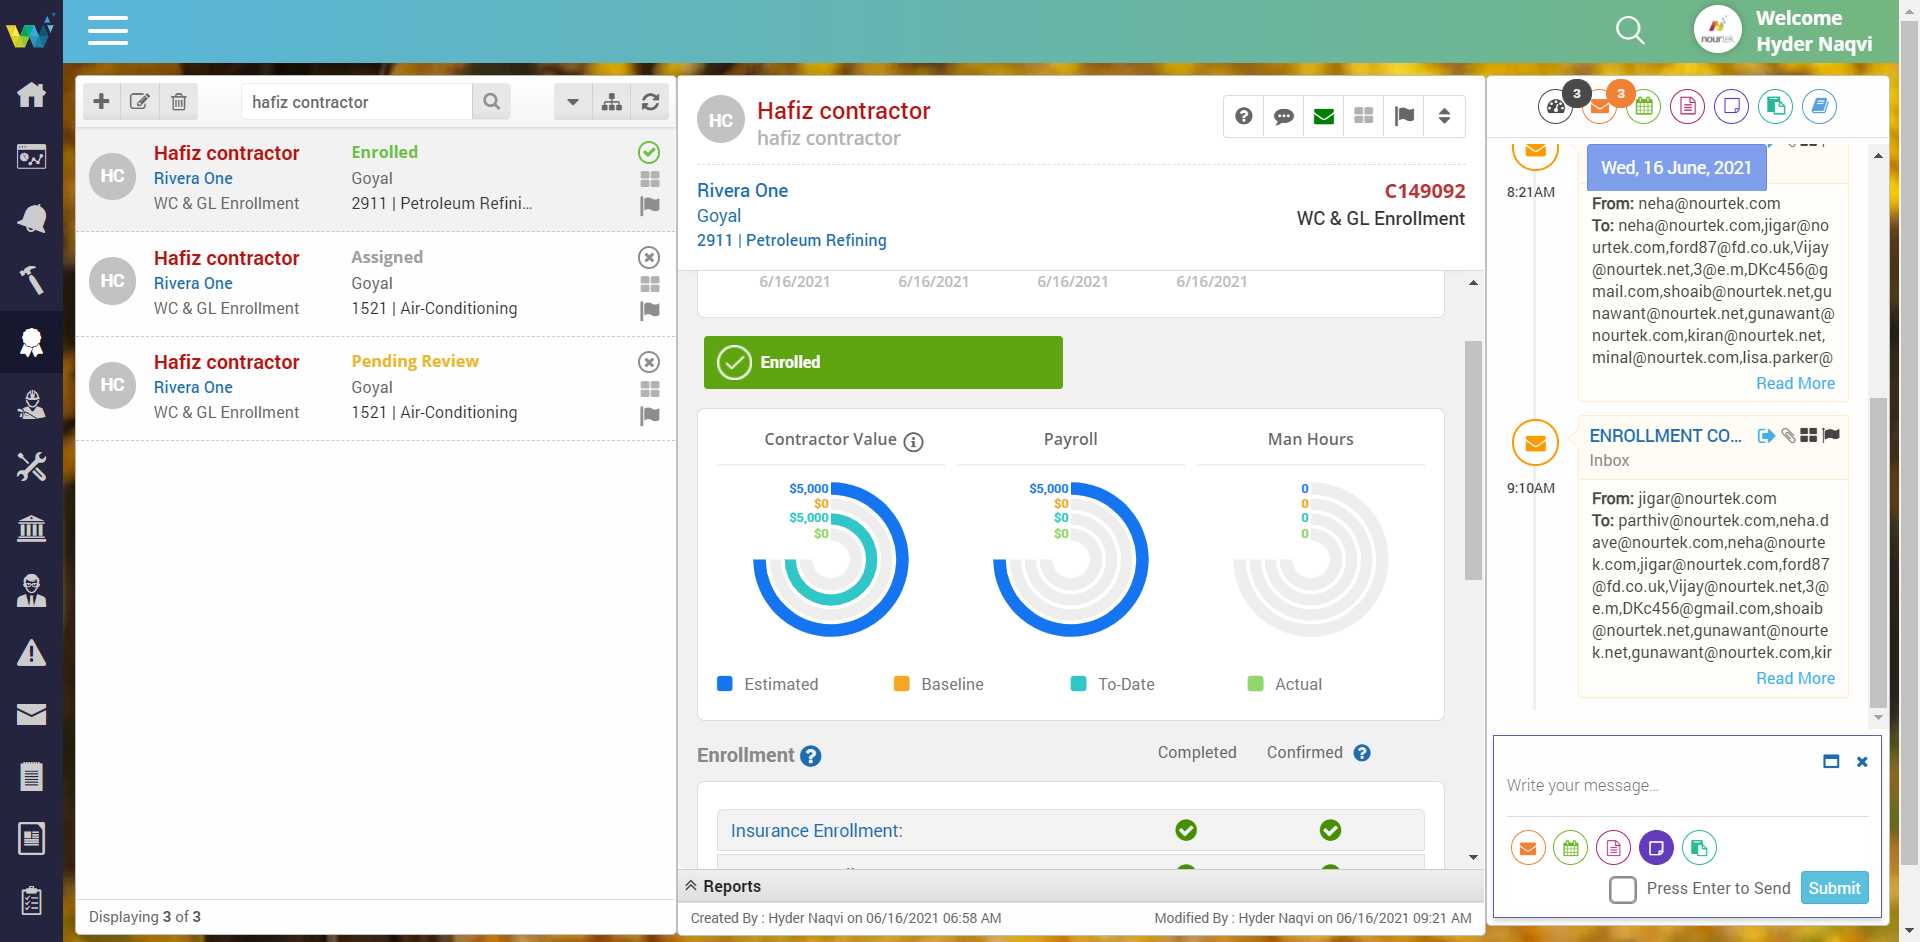 Welcome
Hyder Naqvi
nourtek
hafiz contractor
HC
Hafiz contractor
Enrolled
Rivera One
Goyal
WC & GL Enrollment
2911 | Petroleum Refini...
HC
Hafiz contractor
Assigned
Rivera One
Goyal
WC & GL Enrollment
1521 | Air-Conditioning
HC
Hafiz contractor
Pending Review
Rivera One
Goyal
WC & GL Enrollment
1521 | Air-Conditioning
Displaying 3 of 3
HC
Hafiz contractor
hafiz contractor
Rivera One
C149092
Goyal
WC & GL Enrollment
2911 | Petroleum Refining
6/16/2021 6/16/2021 6/16/2021 6/16/2021
Enrolled
Contractor Value
$5,000
$0
$5,000
$0
Payroll
$5,000
$0
$0
$0
Man Hours
0
0
0
0
Estimated Baseline To-Date Actual
Enrollment
Completed Confirmed
Insurance Enrollment:
Reports
Created By : Hyder Naqvi on 06/16/2021 06:58 AM
Modified By : Hyder Naqvi on 06/16/2021 09:21 AM
3
3
Wed, 16 June, 2021
8:21AM
From: neha@nourtek.com
To: neha@nourtek.com,jigar@no
urtek.com,ford87@fd.co.uk,Vijay
@nourtek.net,3@e.m,DKc456@g
mail.com,shoaib@nourtek.net,gu
nawant@nourtek.net,gunawant@
nourtek.com,kiran@nourtek.net,
minal@nourtek.com,lisa.parker@
Read More
ENROLLMENT CO...
Inbox
9:10AM
From: jigar@nourtek.com
To: parthiv@nourtek.com,neha.d
ave@nourtek.com,neha@nourte
k.com,jigar@nourtek.com,ford87
@fd.co.uk,Vijay@nourtek.net,3@
e.m,DKc456@gmail.com,shoaib
@nourtek.net,gunawant@nourte
k.net,gunawant@nourtek.com,kir
Read More
Write your message...
Press Enter to Send
Submit